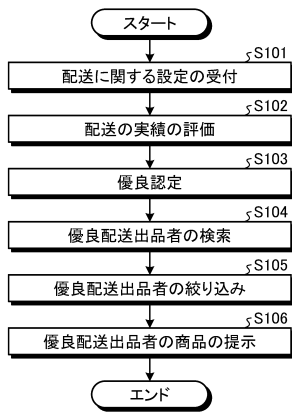 スタート
S101
配送に関する設定の受付
S102
配送の実績の評価
S103
優良認定
S104
優良配送出品者の検索
S105
優良配送出品者の絞り込み
S106
優良配送出品者の商品の提示
エンド